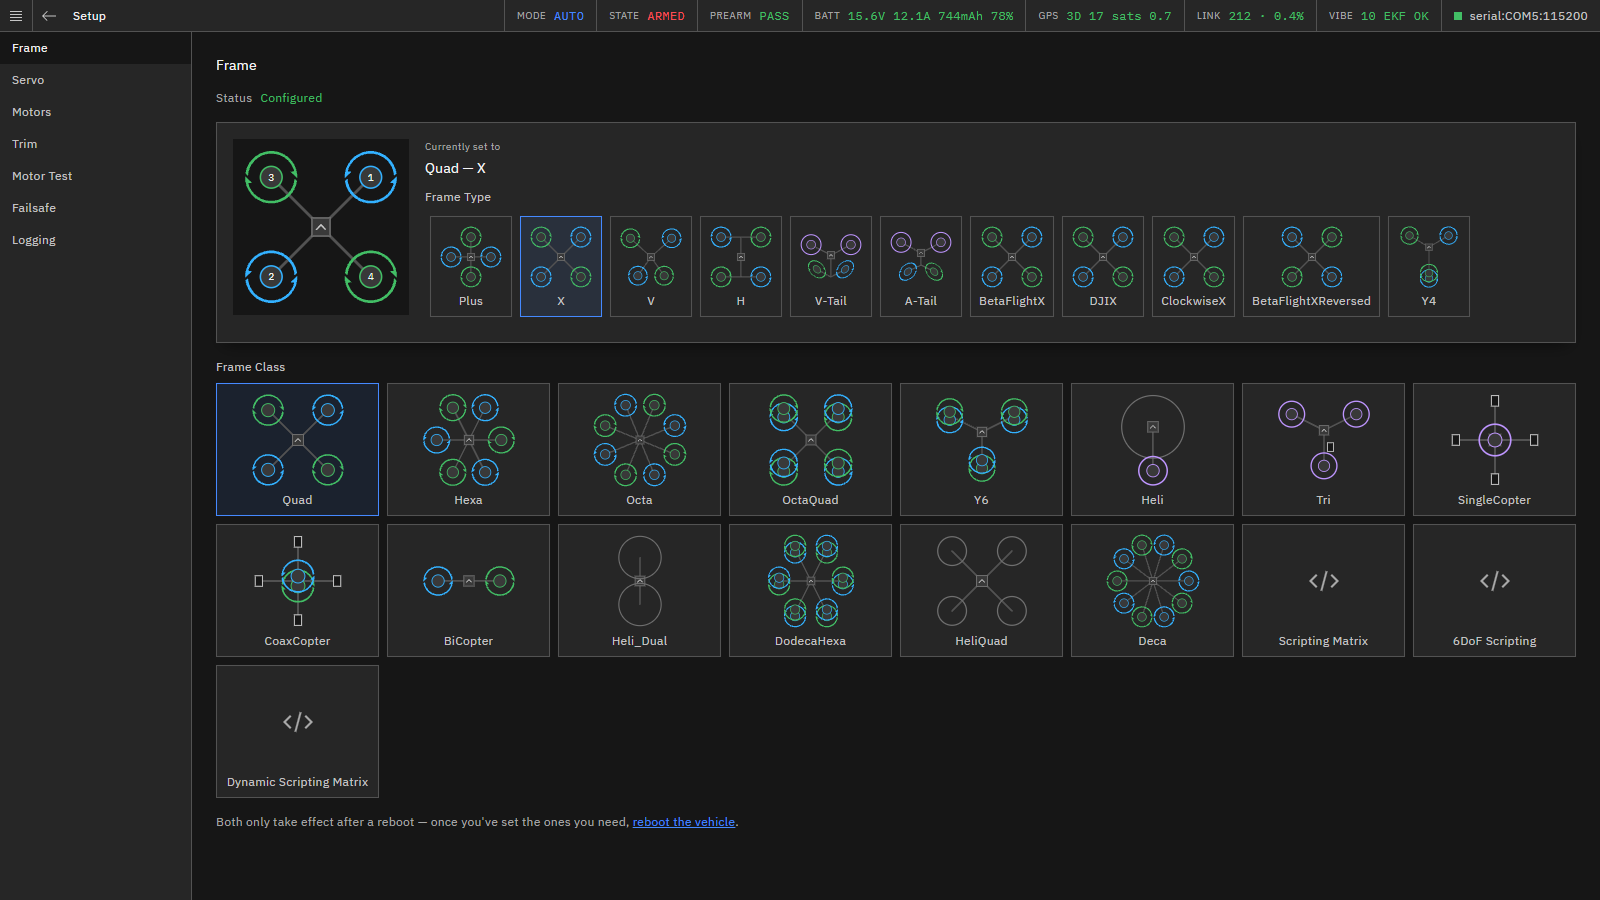 Setup
MODE AUTO STATE ARMED PREARM PASS BATT 15.6V 12.1A 744mAh 78% GPS 3D 17 sats 0.7 LINK 212 · 0.4% VIBE 10 EKF OK serial:COM5:115200
Frame
Servo
Motors
Trim
Motor Test
Failsafe
Logging
Frame
Status Configured
3 1
2 4
Currently set to
Quad — X
Frame Type
Plus X V H V-Tail A-Tail BetaFlightX DJIX ClockwiseX BetaFlightXReversed Y4
Frame Class
Quad Hexa Octa OctaQuad Y6 Heli Tri SingleCopter
CoaxCopter BiCopter Heli_Dual DodecaHexa HeliQuad Deca Scripting Matrix 6DoF Scripting
Dynamic Scripting Matrix
Both only take effect after a reboot — once you've set the ones you need, reboot the vehicle.